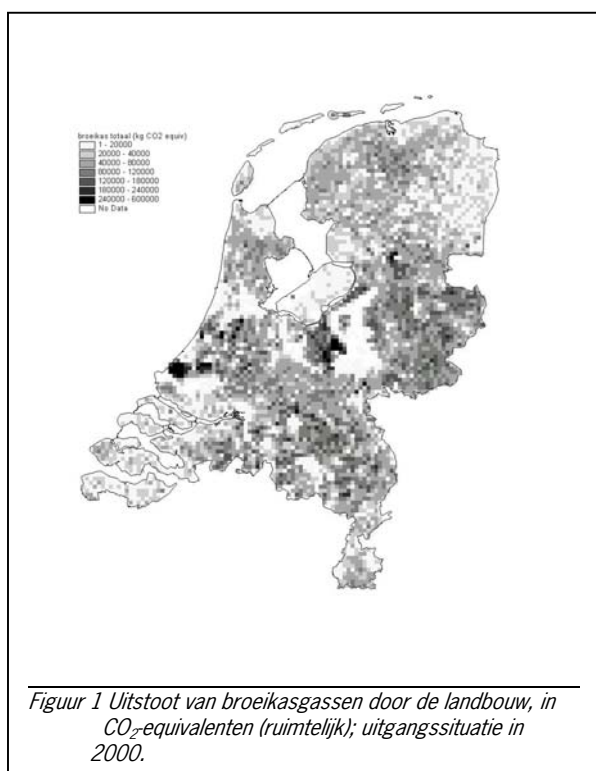 broeikas totaal (kg CO2 equiv)
1 - 20000
20000 - 40000
40000 - 80000
80000 - 120000
120000 - 180000
180000 - 240000
240000 - 600000
No Data
Figuur 1 Uitstoot van broeikasgassen door de landbouw, in
CO₂-equivalenten (ruimtelijk); uitgangssituatie in
2000.